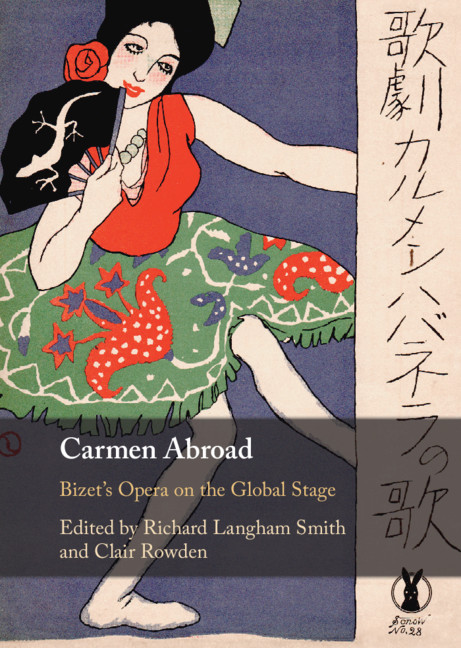 歌劇 カルメンハバネラの歌
Carmen Abroad
Bizet's Opera on the Global Stage
Edited by Richard Langham Smith
and Clair Rowden
No. 28